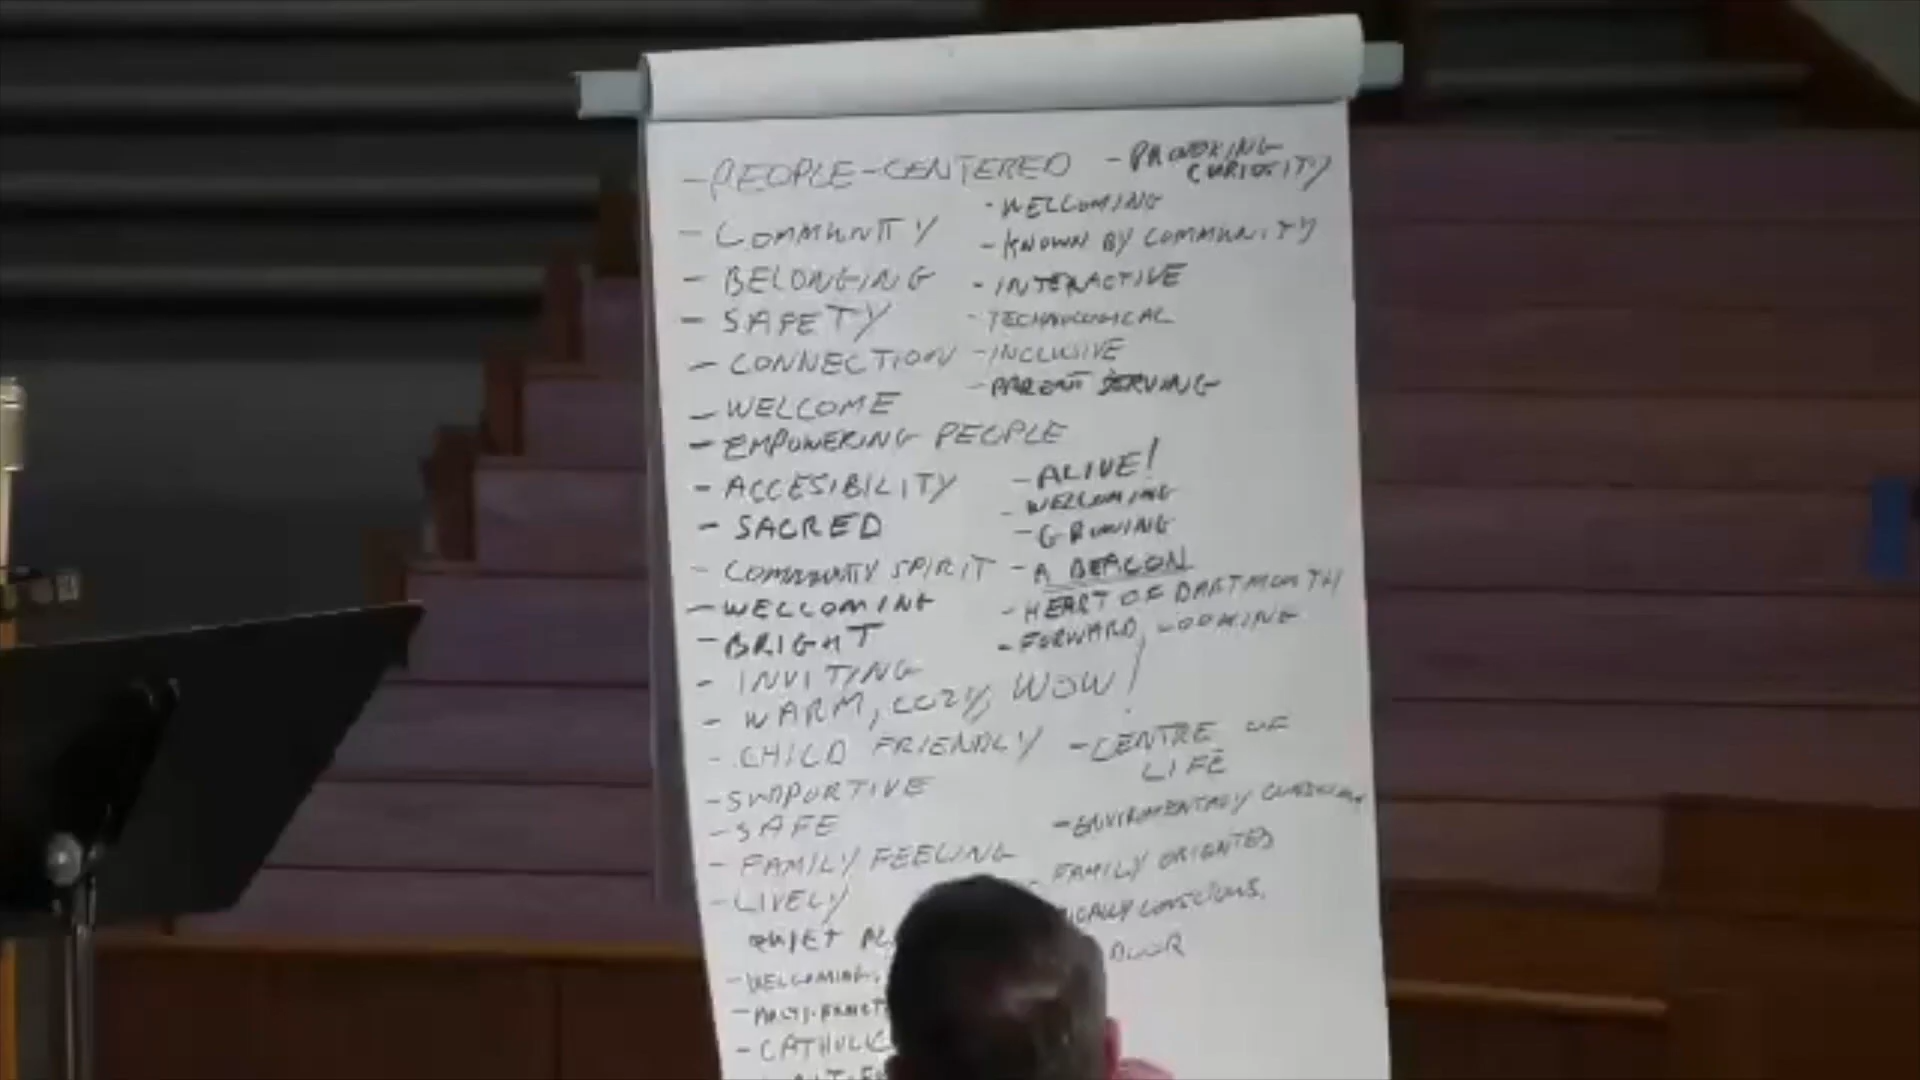 - PEOPLE-CENTERED
- COMMUNITY
- BELONGING
- SAFETY
- CONNECTION
- WELCOME
- EMPOWERING PEOPLE
- ACCESIBILITY
- SACRED
- COMMUNITY SPIRIT
- WELCOMING
- BRIGHT
- INVITING
- WARM, COZY, WOW!
- CHILD FRIENDLY
- SUPPORTIVE
- SAFE
- FAMILY FEELING
- LIVELY
QUIET
- WELCOMING,
- CATHOLIC
- PROVOKING
CURIOSITY
- WELCOMING
- KNOWN BY COMMUNITY
- INTERACTIVE
- TECHNOLOGICAL
- INCLUSIVE
- PARENT SERVING
- ALIVE!
- WELCOMING
- GROWING
- A BEACON
- HEART OF DARTMOUTH
- FORWARD, LOOKING
- CENTRE OF
LIFE
- FAMILY ORIENTED
CONSCIOUS.